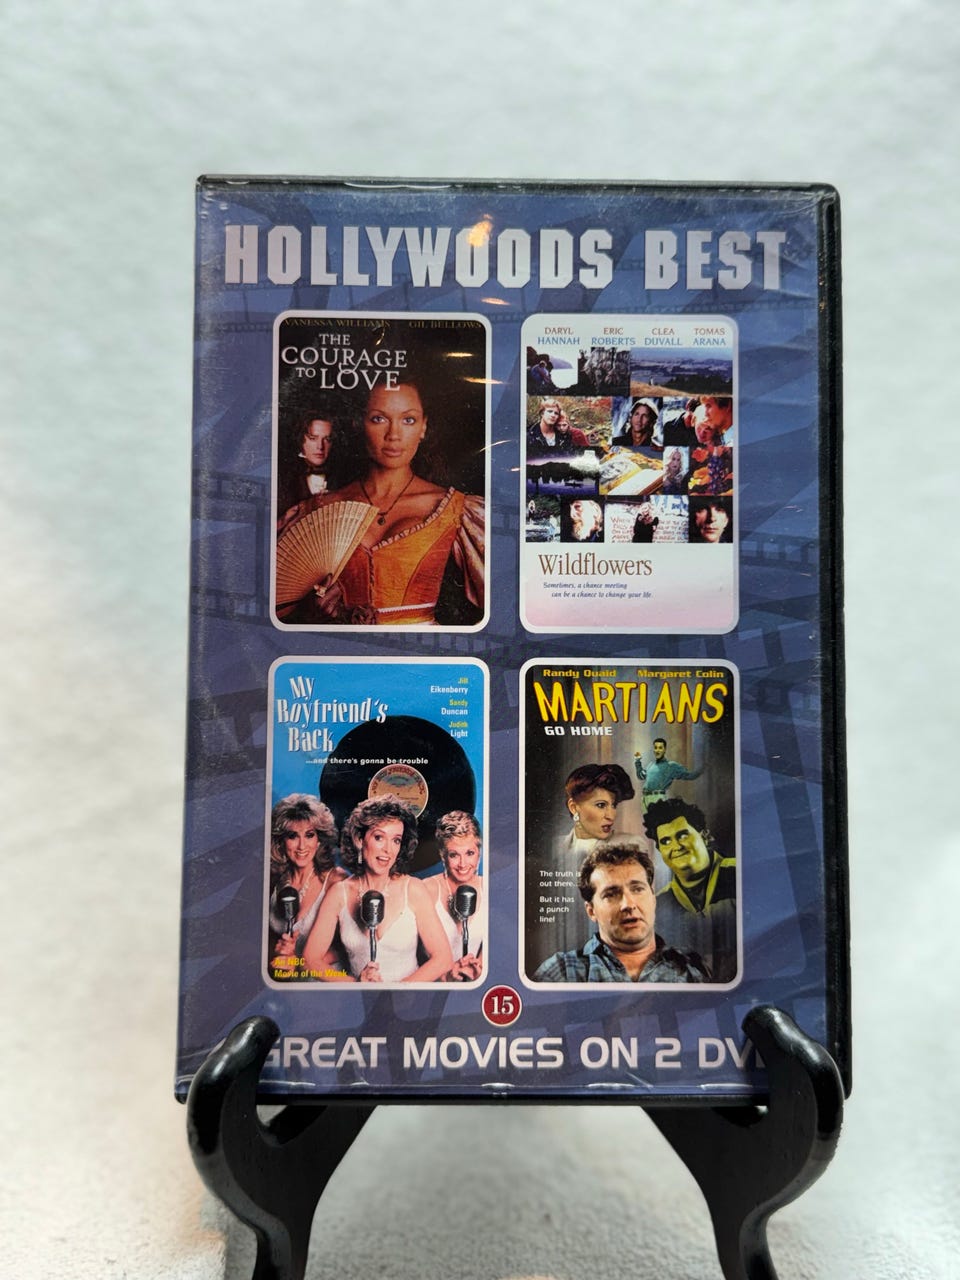 HOLLYWOODS BEST
VANESSA WILLIAMS GIL BELLOWS
THE
COURAGE
TO LOVE
DARYL HANNAH ERIC ROBERTS CLEA DUVALL TOMAS ARANA
Wildflowers
Sometimes, a chance meeting
can be a chance to change your life.
My
Boyfriend's
Back
Jill
Eikenberry
Sandy
Duncan
Judith
Light
...and there's gonna be trouble
An NBC
Movie of the Week
Randy Quaid Margaret Colin
MARTIANS
GO HOME
The truth is
out there...
But it has
a punch
line!
15
GREAT MOVIES ON 2 DV